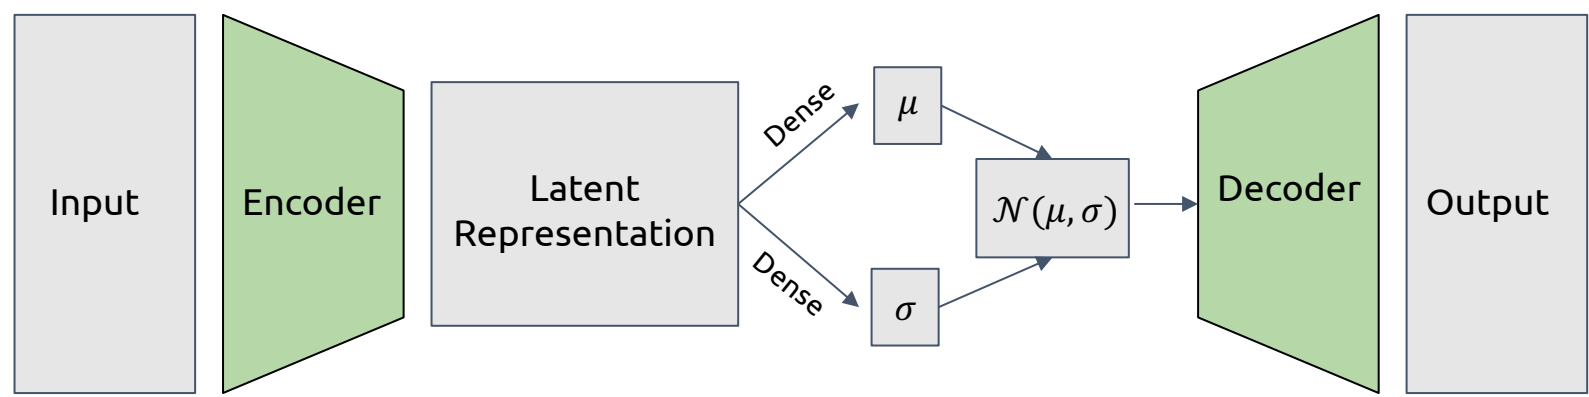 Input
Encoder
Latent
Representation
Dense
Dense
μ
σ
𝒩(μ, σ)
Decoder
Output